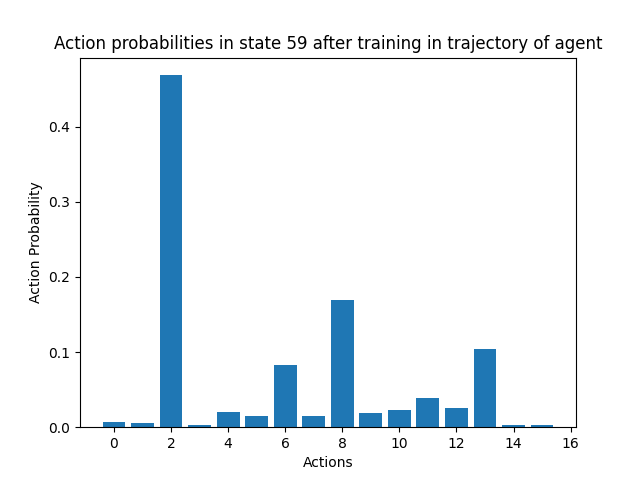 Action probabilities in state 59 after training in trajectory of agent
0.4
0.3
0.2
0.1
0.0
Action Probability
0 2 4 6 8 10 12 14 16
Actions